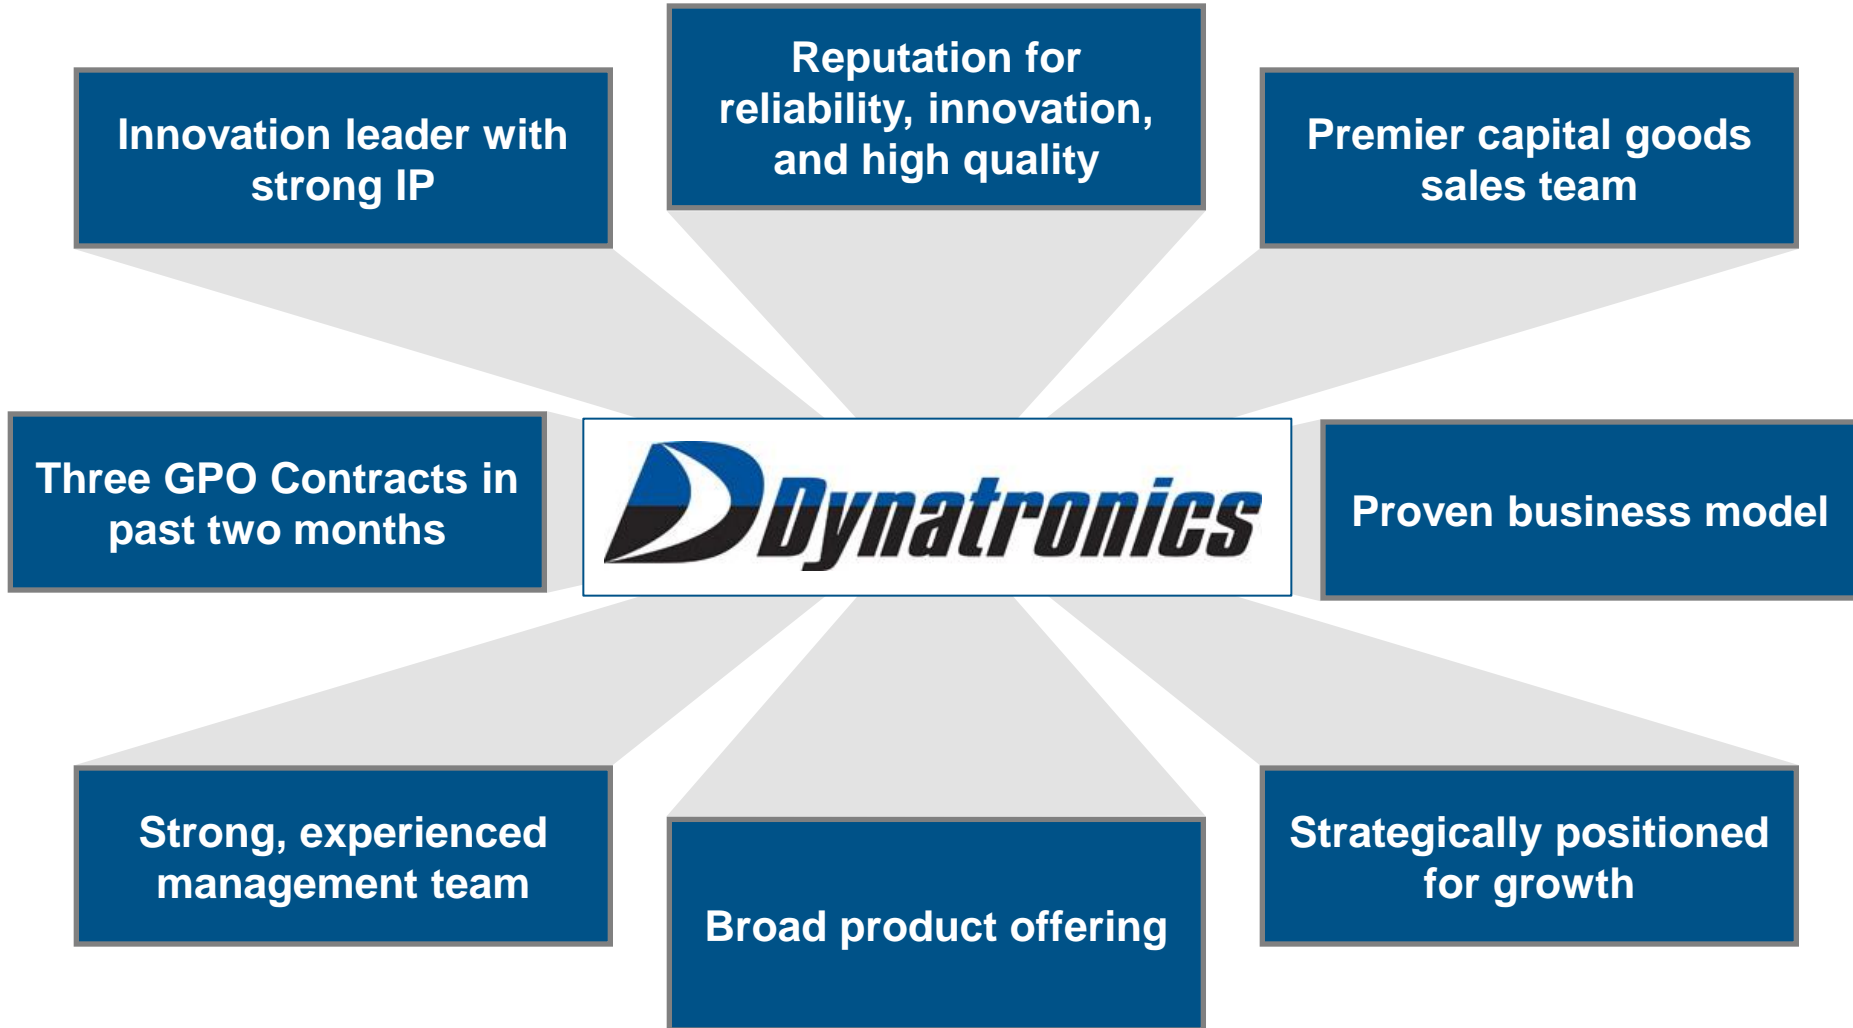 Reputation for
reliability, innovation,
and high quality
Innovation leader with
strong IP
Premier capital goods
sales team
Three GPO Contracts in
past two months
Dynatronics
Proven business model
Strong, experienced
management team
Broad product offering
Strategically positioned
for growth